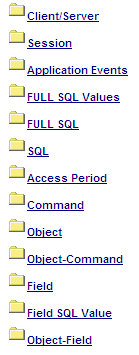 Client/Server
Session
Application Events
FULL SQL Values
FULL SQL
SQL
Access Period
Command
Object
Object-Command
Field
Field SQL Value
Object-Field